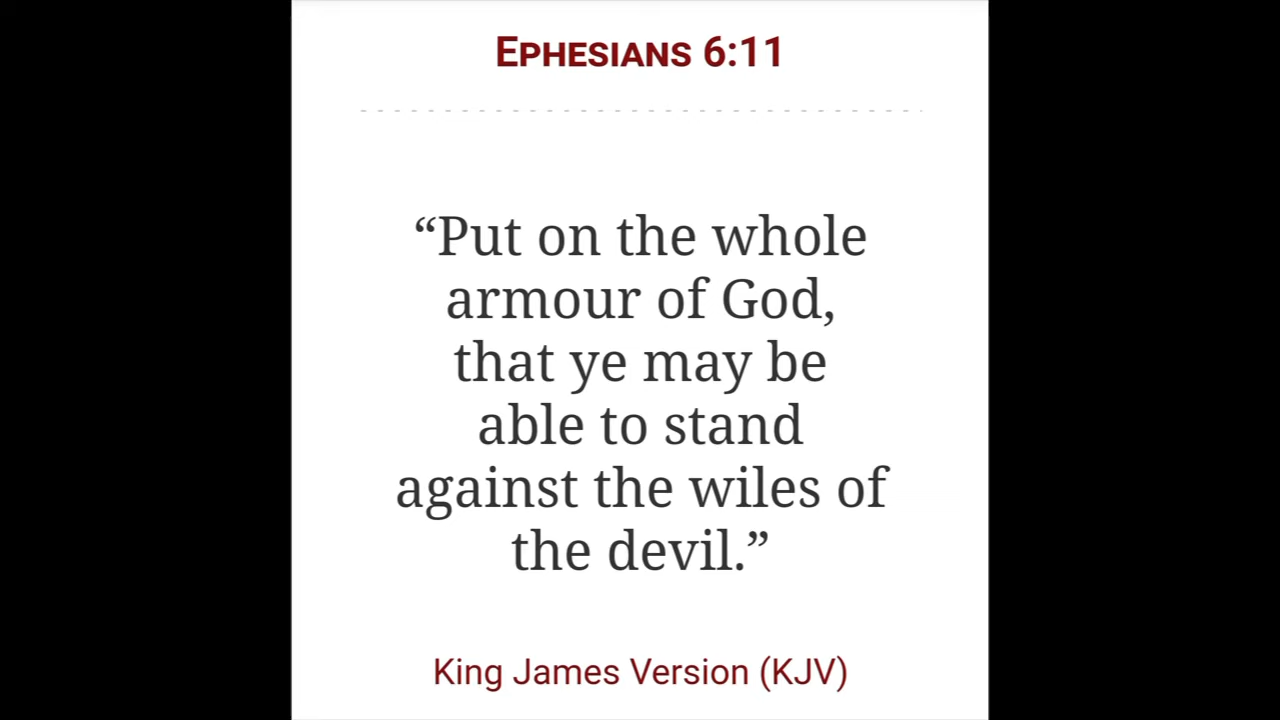 Ephesians 6:11
“Put on the whole
armour of God,
that ye may be
able to stand
against the wiles of
the devil.”
King James Version (KJV)